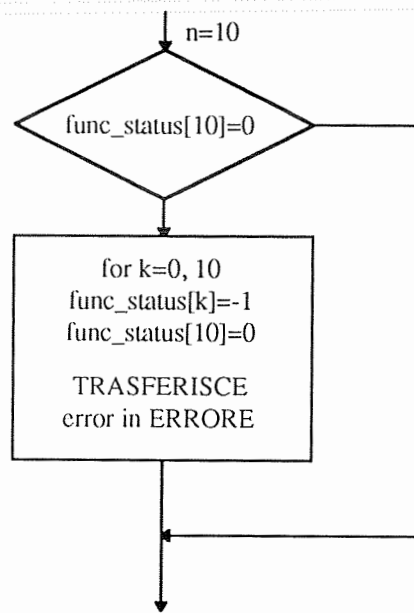 n=10
func_status[10]=0
for k=0, 10
func_status[k]=-1
func_status[10]=0
TRASFERISCE
error in ERRORE